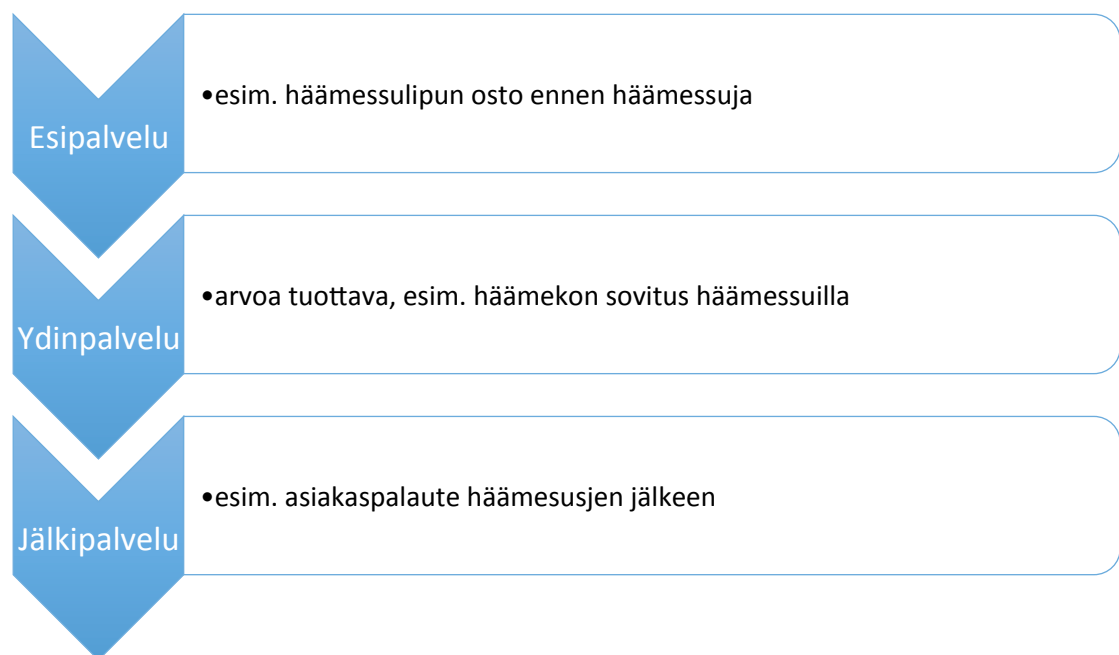 Esipalvelu
•esim. häämessulipun osto ennen häämessuja
Ydinpalvelu
•arvoa tuottava, esim. häämekon sovitus häämessuilla
Jälkipalvelu
•esim. asiakaspalaute häämesusjen jälkeen